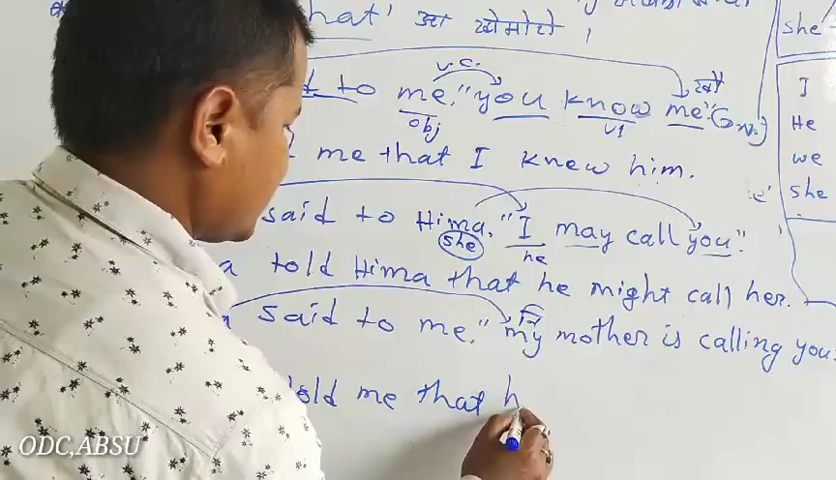 hat' आ खोमोरो । she
to me. "you know me" I
v.c.
obj v1 He
me that I knew him. we
said to Hima, "I may call you". she
she he
told Hima that he might call her.
said to me." my mother is calling you
told me that h
ODC,ABSU